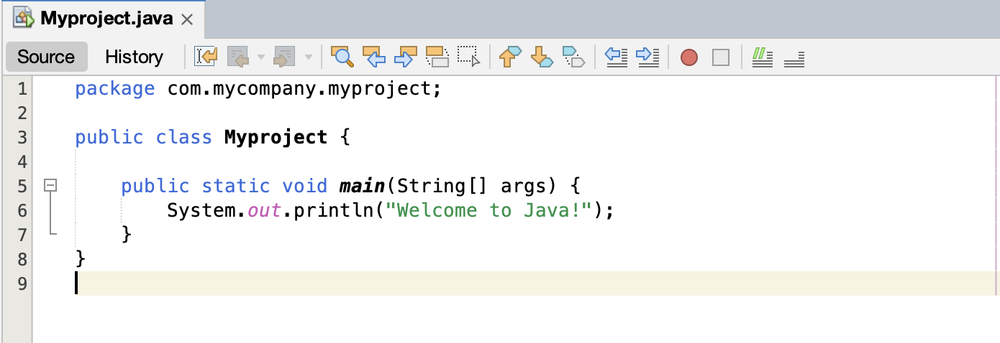 Myproject.java
Source History
1 package com.mycompany.myproject;
2
3 public class Myproject {
4
5     public static void main(String[] args) {
6         System.out.println("Welcome to Java!");
7     }
8 }
9